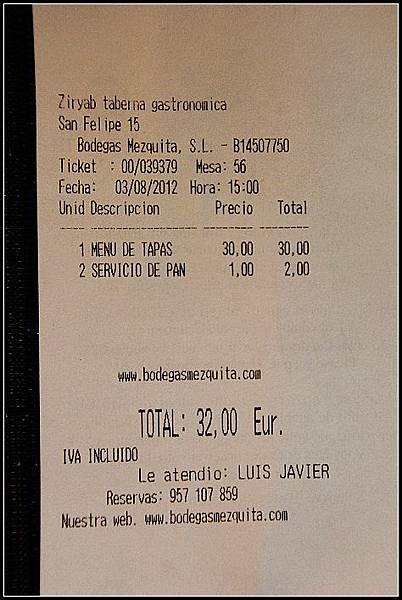 Ziryab taberna gastronomica
San Felipe 15
Bodegas Mezquita, S.L. - B14507750
Ticket : 00/039379 Mesa: 56
Fecha: 03/08/2012 Hora: 15:00
Unid Descripcion Precio Total
---- -------------------- -------- --------
1 MENU DE TAPAS 30,00 30,00
2 SERVICIO DE PAN 1,00 2,00
www.bodegasmezquita.com
TOTAL: 32,00 Eur.
IVA INCLUIDO
Le atendio: LUIS JAVIER
Reservas: 957 107 859
Nuestra web. www.bodegasmezquita.com